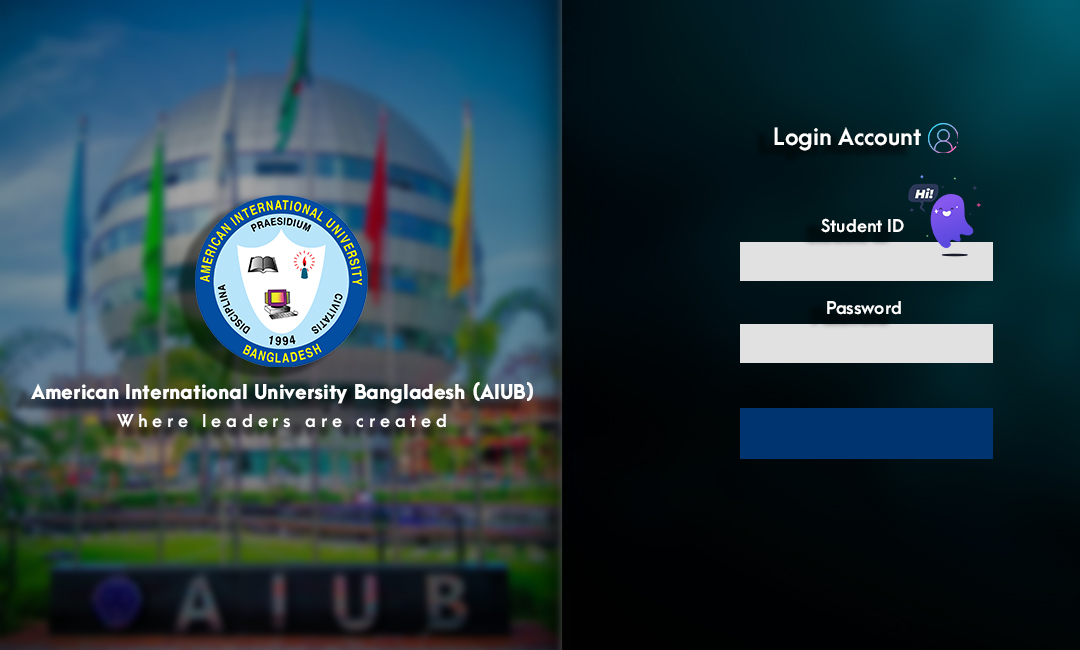 AMERICAN INTERNATIONAL UNIVERSITY
PRAESIDIUM
DISCIPLINA
CIVITATIS
1994
BANGLADESH
American International University Bangladesh (AIUB)
Where leaders are created
A I U B
Login Account
Hi!
Student ID
Password